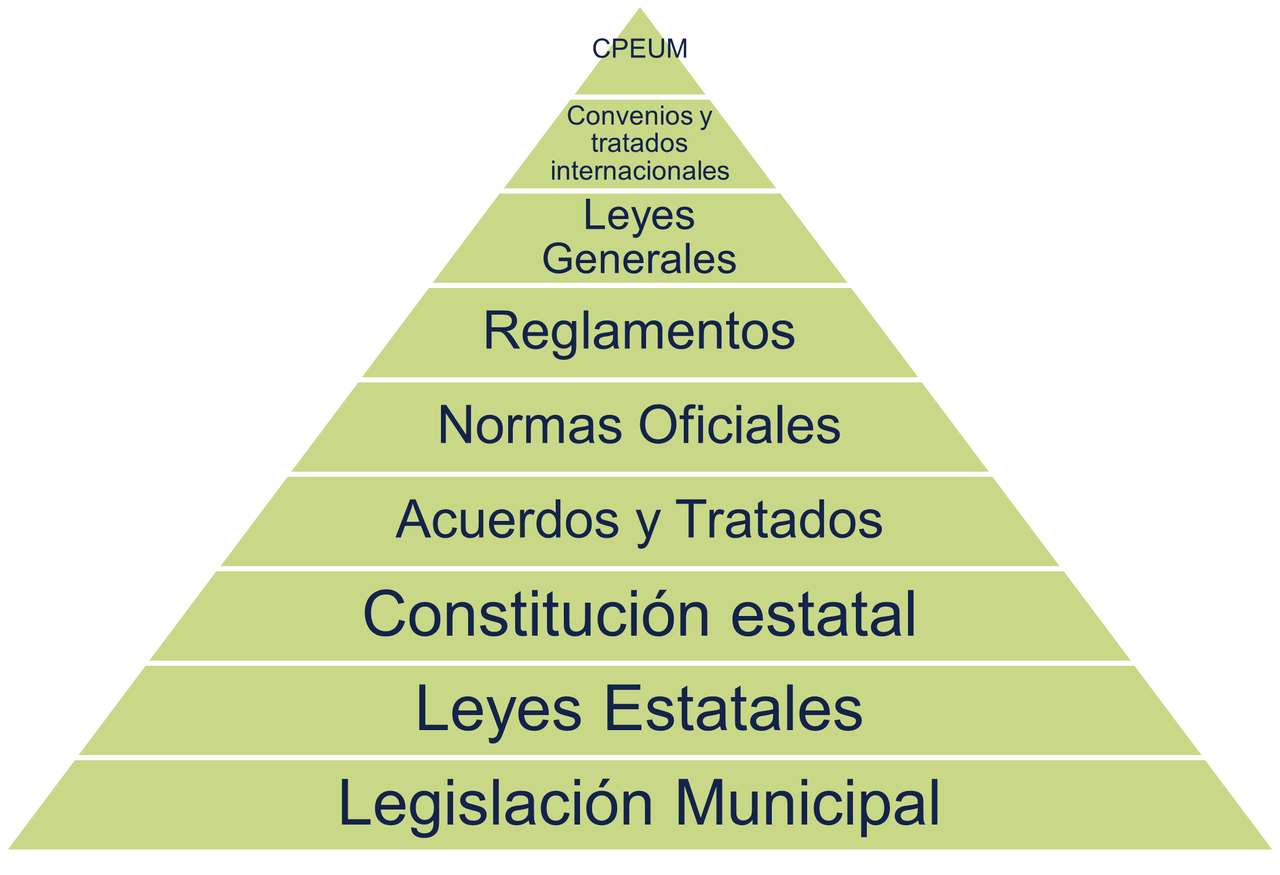 CPEUM
Convenios y
tratados
internacionales
Leyes
Generales
Reglamentos
Normas Oficiales
Acuerdos y Tratados
Constitución estatal
Leyes Estatales
Legislación Municipal